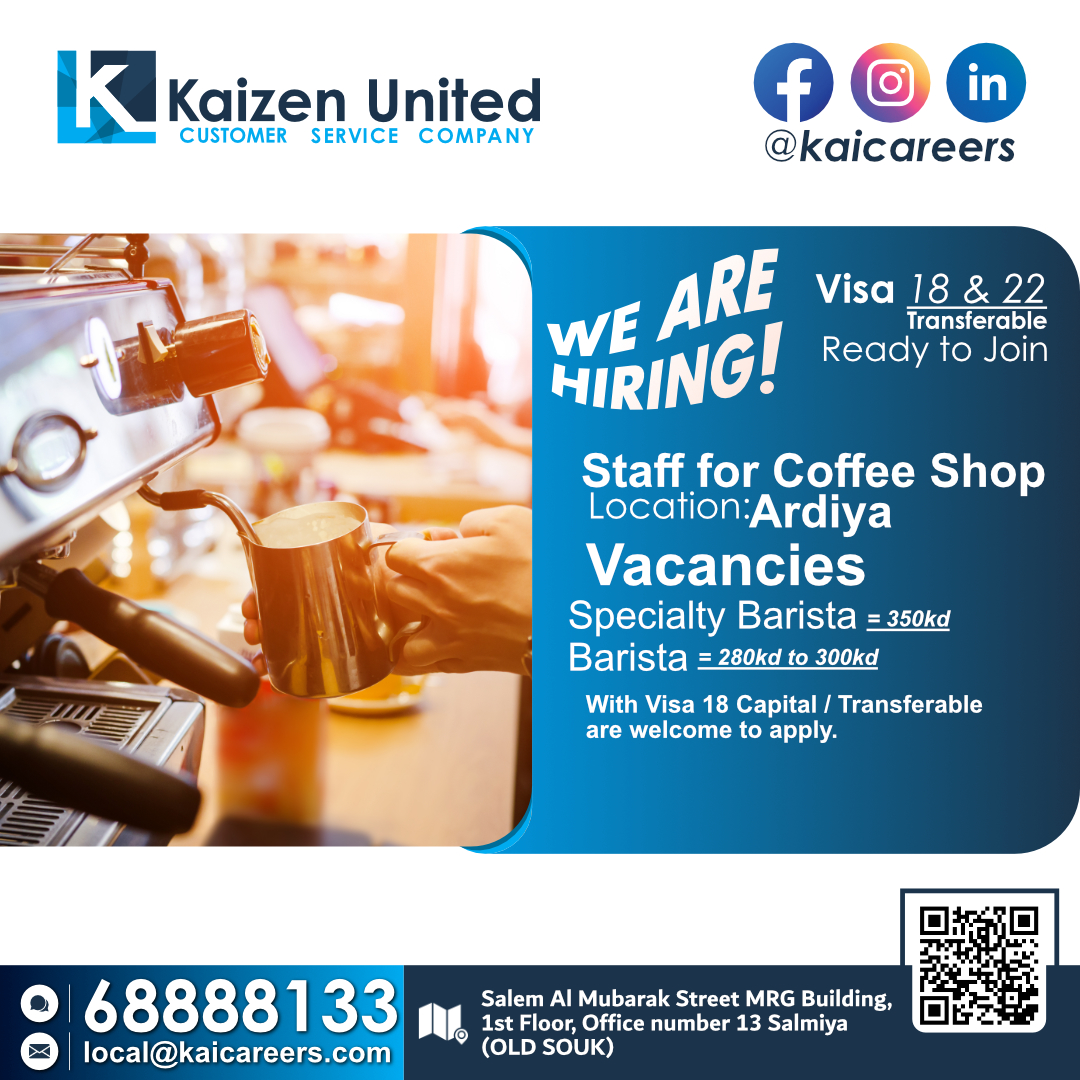 K
Kaizen United
CUSTOMER SERVICE COMPANY
f
in
@kaicareers
WE ARE
HIRING!
Visa 18 & 22
Transferable
Ready to Join
Staff for Coffee Shop
Location:Ardiya
Vacancies
Specialty Barista = 350kd
Barista = 280kd to 300kd
With Visa 18 Capital / Transferable
are welcome to apply.
68888133
local@kaicareers.com
Salem Al Mubarak Street MRG Building,
1st Floor, Office number 13 Salmiya
(OLD SOUK)